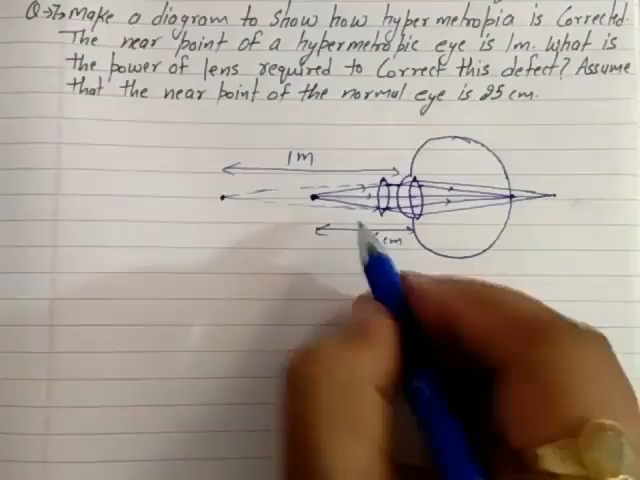 Q→7, Make a diagram to show how hypermetropia is Corrected.
The near point of a hypermetropic eye is 1m. What is
the power of lens required to Correct this defect? Assume
that the near point of the normal eye is 25 cm.
1m
cm